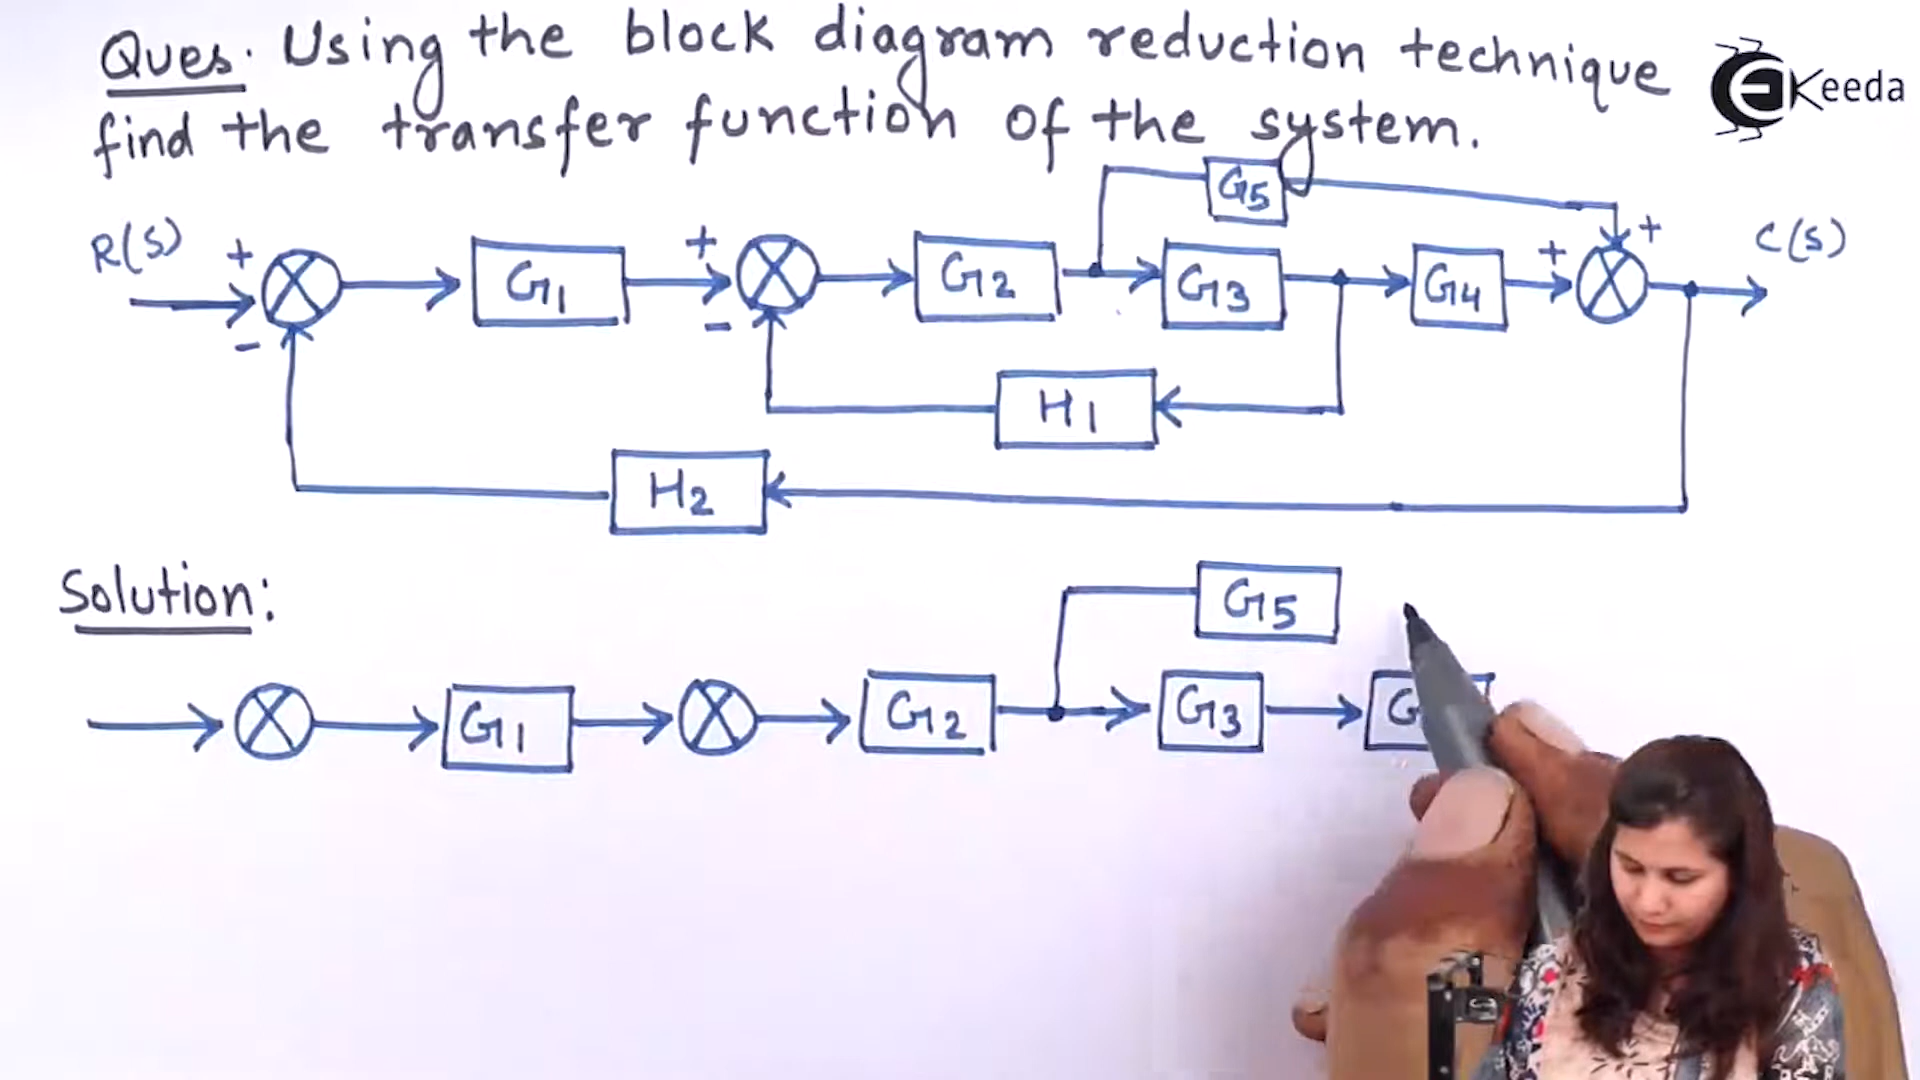 Ques. Using the block diagram reduction technique
find the transfer function of the system.
EKeeda
G5
R(S) + G1 + G2 G3 + G4 + C(S)
- -
H1
H2
Solution:
G5
G1 G2 G3